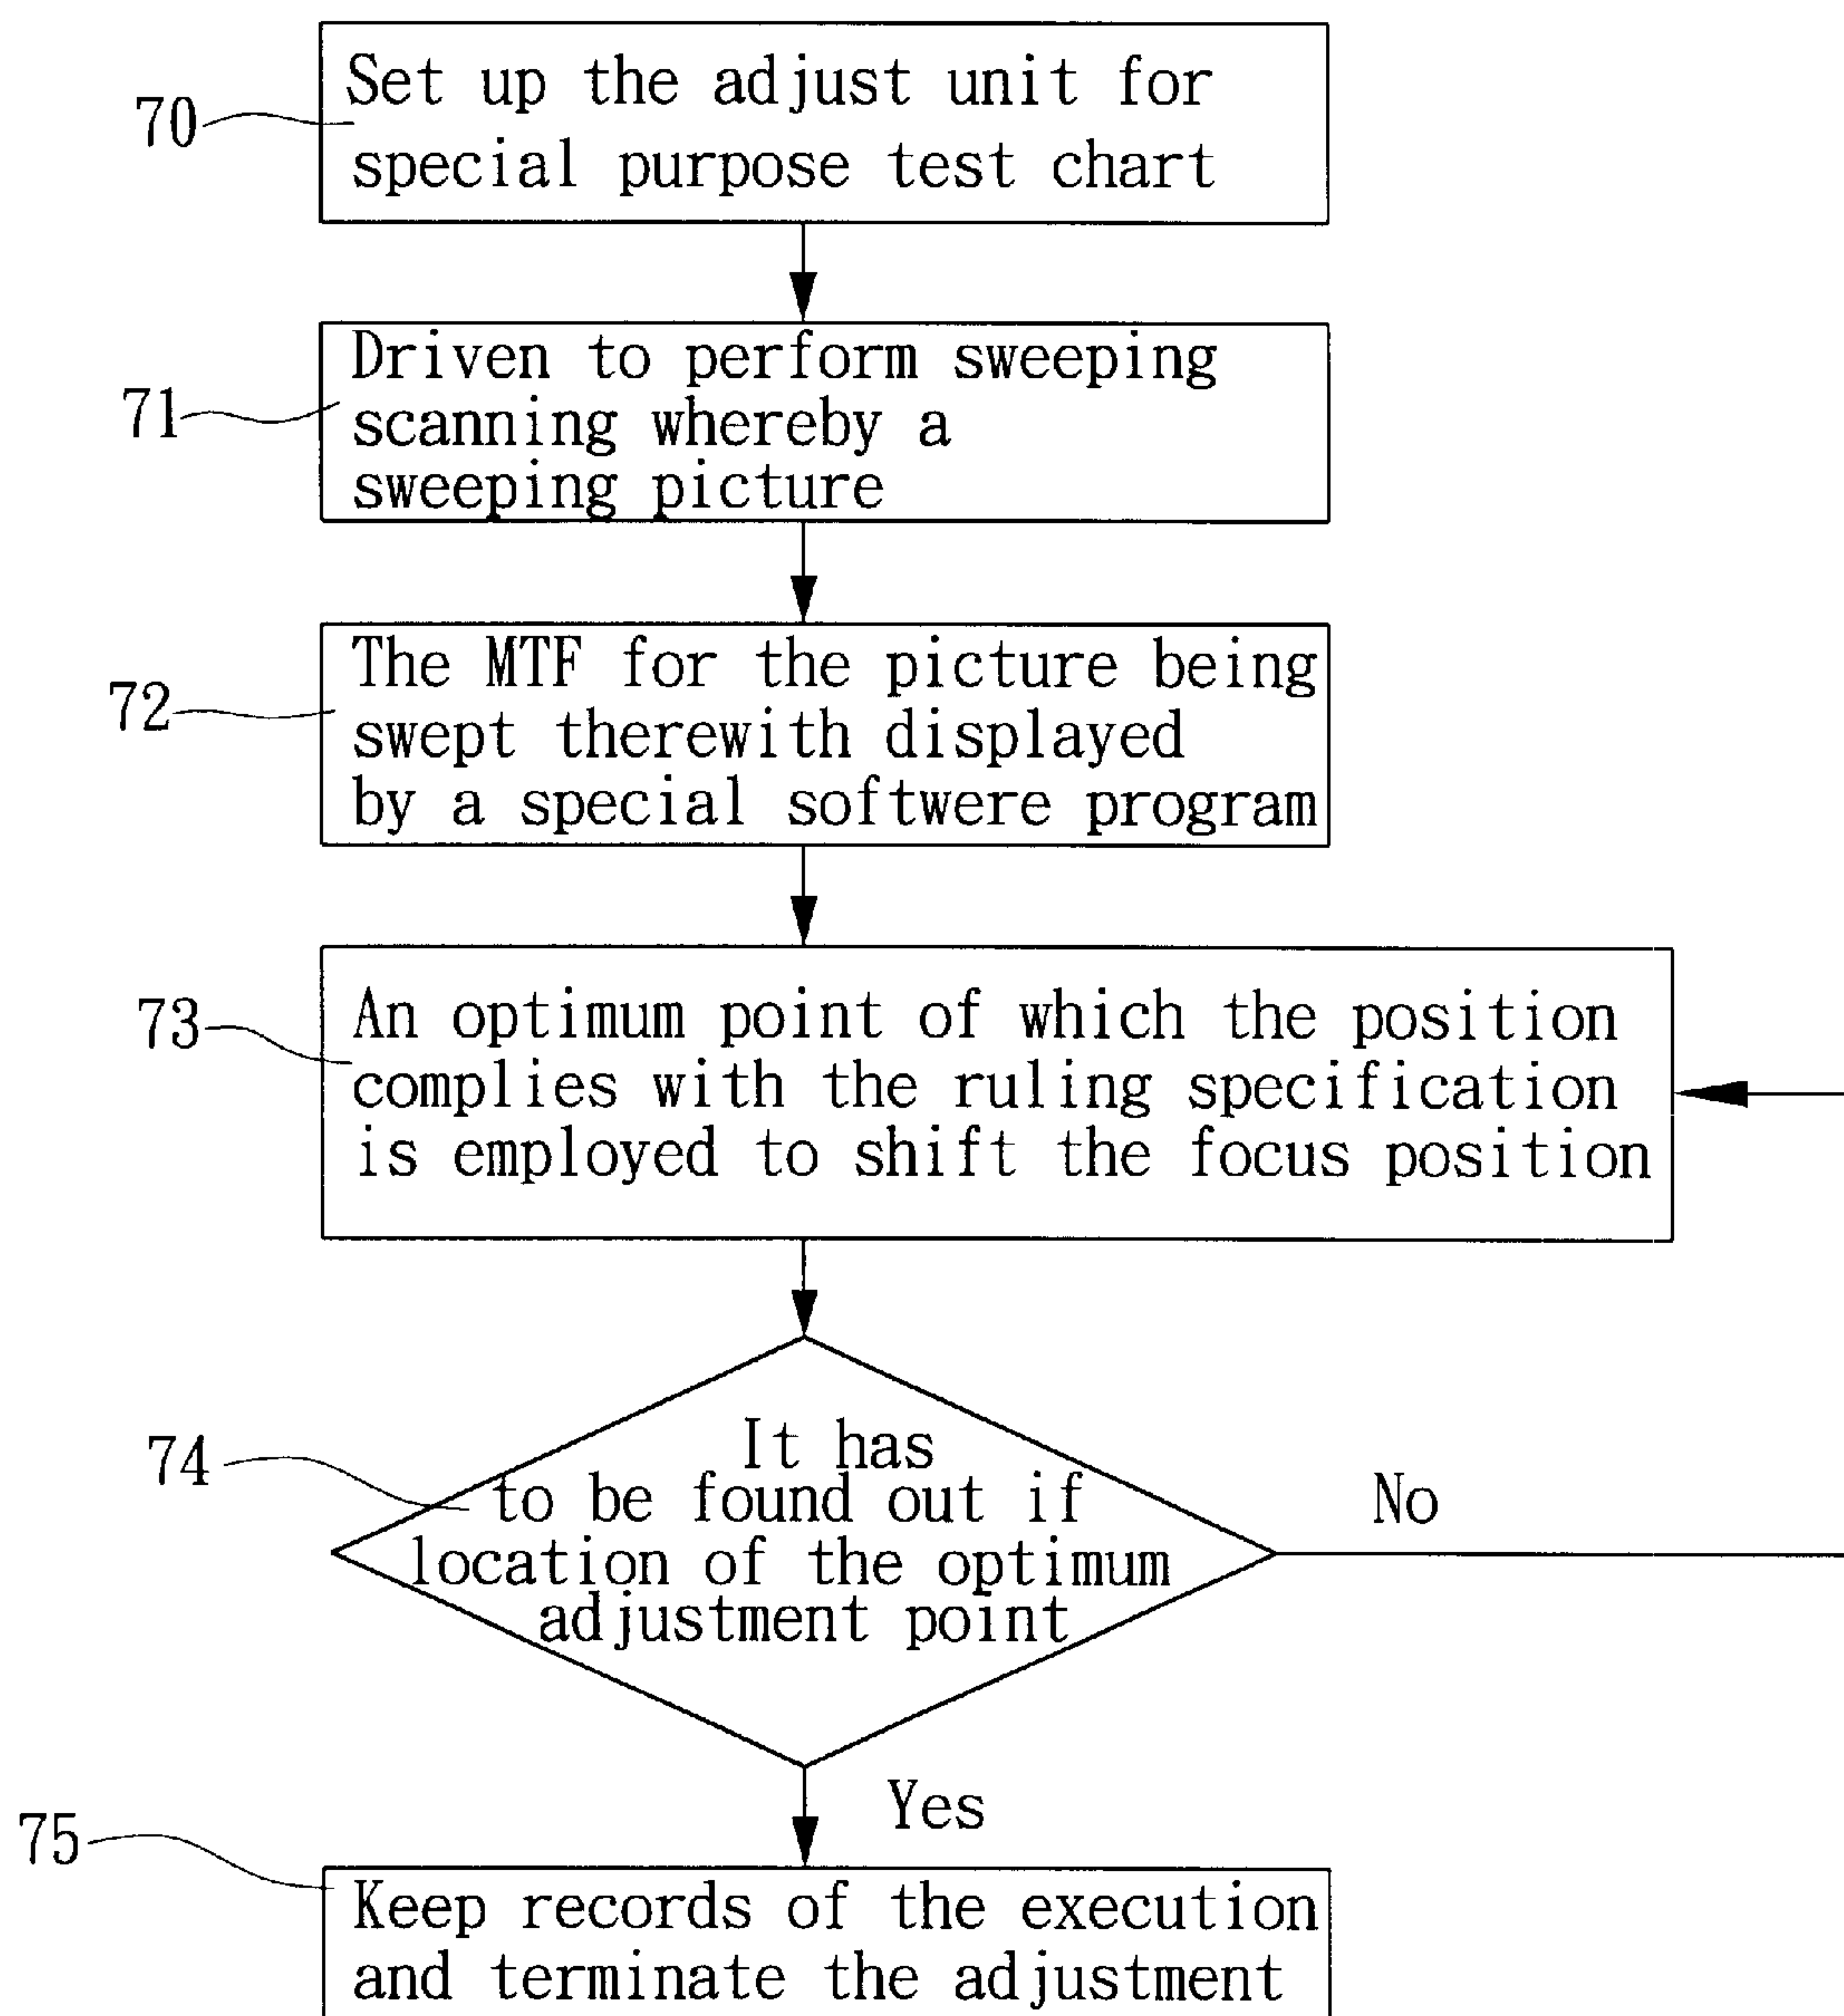 70
Set up the adjust unit for
special purpose test chart
71
Driven to perform sweeping
scanning whereby a
sweeping picture
72
The MTF for the picture being
swept therewith displayed
by a special softwere program
73
An optimum point of which the position
complies with the ruling specification
is employed to shift the focus position
74
It has
to be found out if
location of the optimum
adjustment point
No
Yes
75
Keep records of the execution
and terminate the adjustment